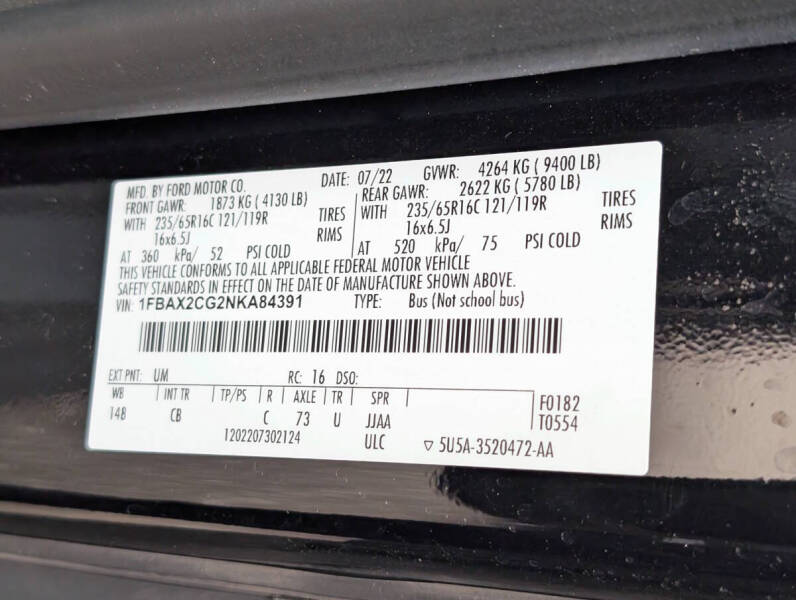 MFD. BY FORD MOTOR CO. DATE: 07/22 GVWR: 4264 KG ( 9400 LB)
FRONT GAWR: 1873 KG ( 4130 LB) REAR GAWR: 2622 KG ( 5780 LB)
WITH 235/65R16C 121/119R TIRES WITH 235/65R16C 121/119R TIRES
16x6.5J RIMS 16x6.5J RIMS
AT 360 kPa/ 52 PSI COLD AT 520 kPa/ 75 PSI COLD
THIS VEHICLE CONFORMS TO ALL APPLICABLE FEDERAL MOTOR VEHICLE
SAFETY STANDARDS IN EFFECT ON THE DATE OF MANUFACTURE SHOWN ABOVE.
VIN: 1FBAX2CG2NKA84391 TYPE: Bus (Not school bus)
EXT PNT: UM RC: 16 DSO:
WB INT TR TP/PS R AXLE TR SPR F0182
148 CB C 73 U JJAA T0554
1202207302124 ULC ▽ 5U5A-3520472-AA